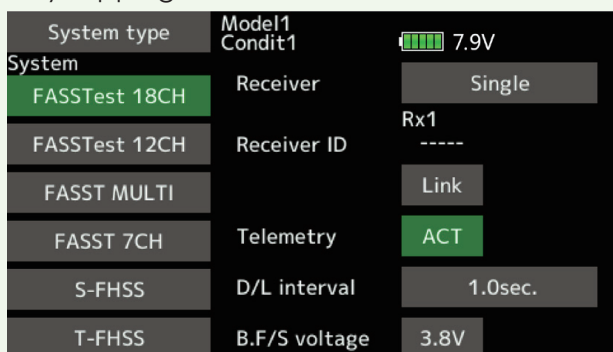 System type
Model1
Condit1
7.9V
System
FASSTest 18CH
Receiver
Single
Rx1
FASSTest 12CH
Receiver ID
-----
FASST MULTI
Link
FASST 7CH
Telemetry
ACT
S-FHSS
D/L interval
1.0sec.
T-FHSS
B.F/S voltage
3.8V